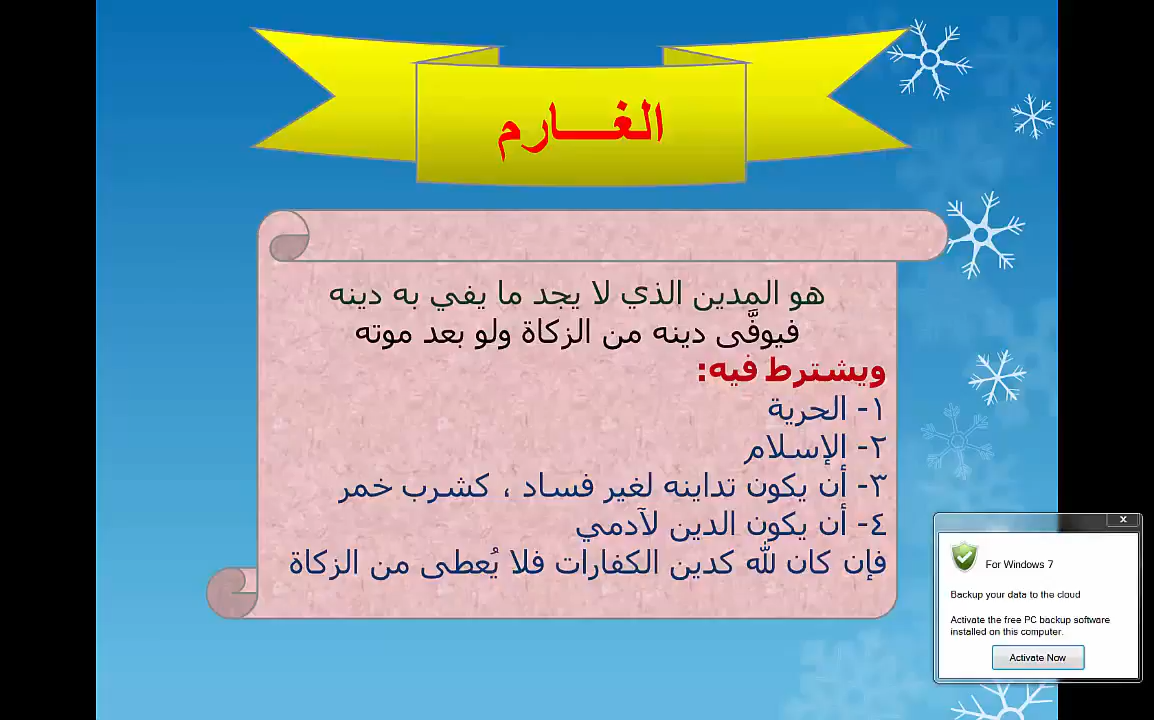 الغـــارم
هو المدين الذي لا يجد ما يفي به دينه
فيوفَّى دينه من الزكاة ولو بعد موته
ويشترط فيه:
١- الحرية
٢- الإسلام
٣- أن يكون تداينه لغير فساد ، كشرب خمر
٤- أن يكون الدين لآدمي
فإن كان لله كدين الكفارات فلا يُعطى من الزكاة
For Windows 7
Backup your data to the cloud
Activate the free PC backup software
installed on this computer.
Activate Now